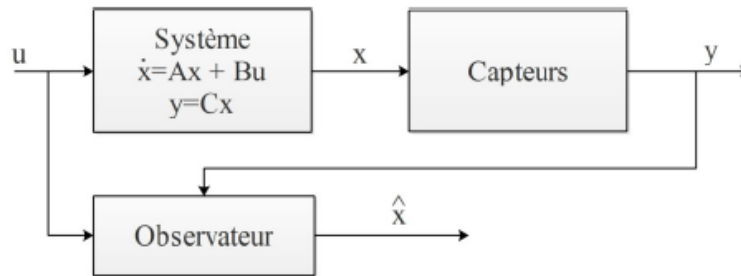 u
Système
ẋ=Ax + Bu
y=Cx
x
Capteurs
y
Observateur
x̂